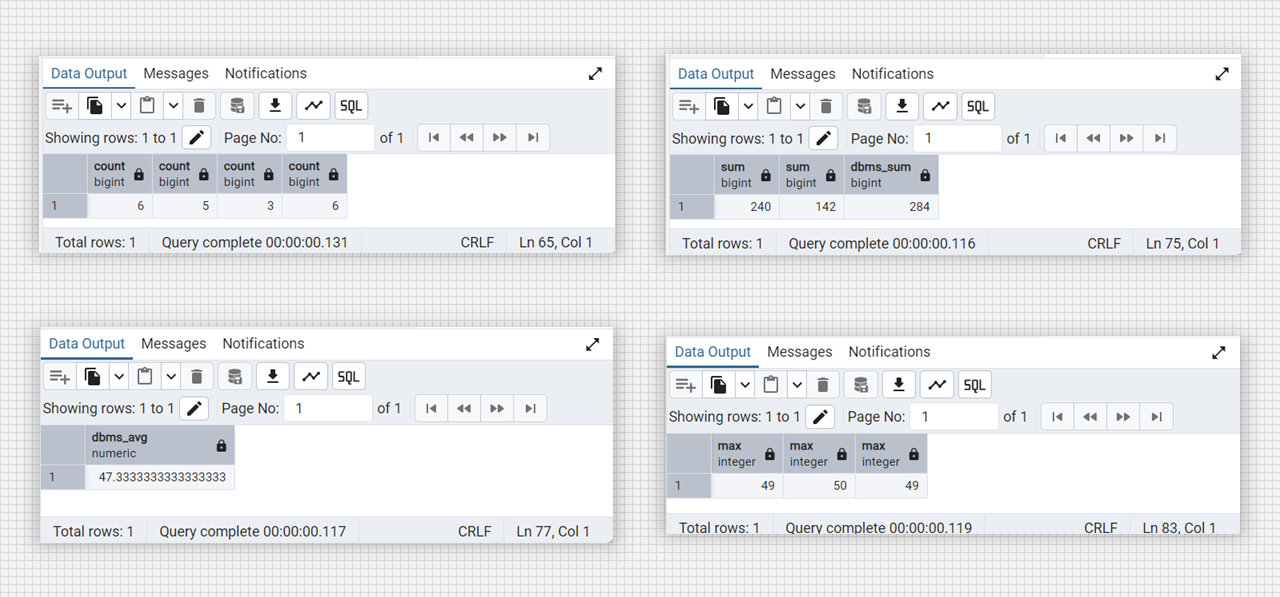 Data Output Messages Notifications
SQL
Showing rows: 1 to 1 Page No: 1 of 1
count count count count
bigint bigint bigint bigint
1 6 5 3 6
Total rows: 1 Query complete 00:00:00.131 CRLF Ln 65, Col 1
Data Output Messages Notifications
SQL
Showing rows: 1 to 1 Page No: 1 of 1
sum sum dbms_sum
bigint bigint bigint
1 240 142 284
Total rows: 1 Query complete 00:00:00.116 CRLF Ln 75, Col 1
Data Output Messages Notifications
SQL
Showing rows: 1 to 1 Page No: 1 of 1
dbms_avg
numeric
1 47.3333333333333333
Total rows: 1 Query complete 00:00:00.117 CRLF Ln 77, Col 1
Data Output Messages Notifications
SQL
Showing rows: 1 to 1 Page No: 1 of 1
max max max
integer integer integer
1 49 50 49
Total rows: 1 Query complete 00:00:00.119 CRLF Ln 83, Col 1